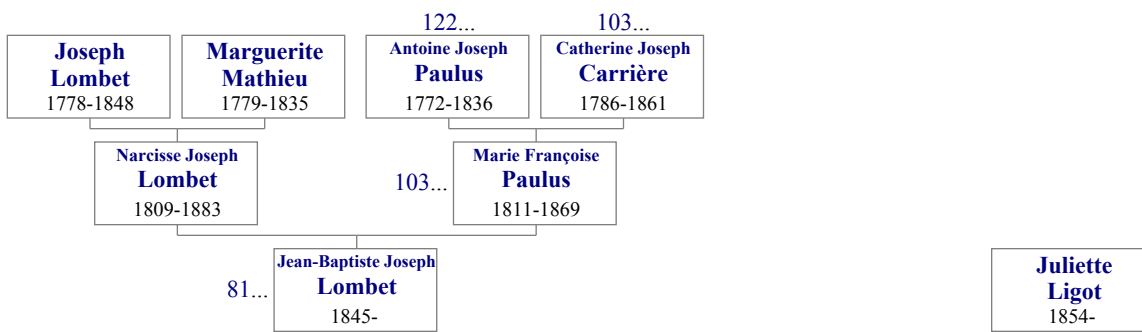 122...
103...
Joseph
Lombet
1778-1848
Marguerite
Mathieu
1779-1835
Antoine Joseph
Paulus
1772-1836
Catherine Joseph
Carrière
1786-1861
Narcisse Joseph
Lombet
1809-1883
103...
Marie Françoise
Paulus
1811-1869
81...
Jean-Baptiste Joseph
Lombet
1845-
Juliette
Ligot
1854-